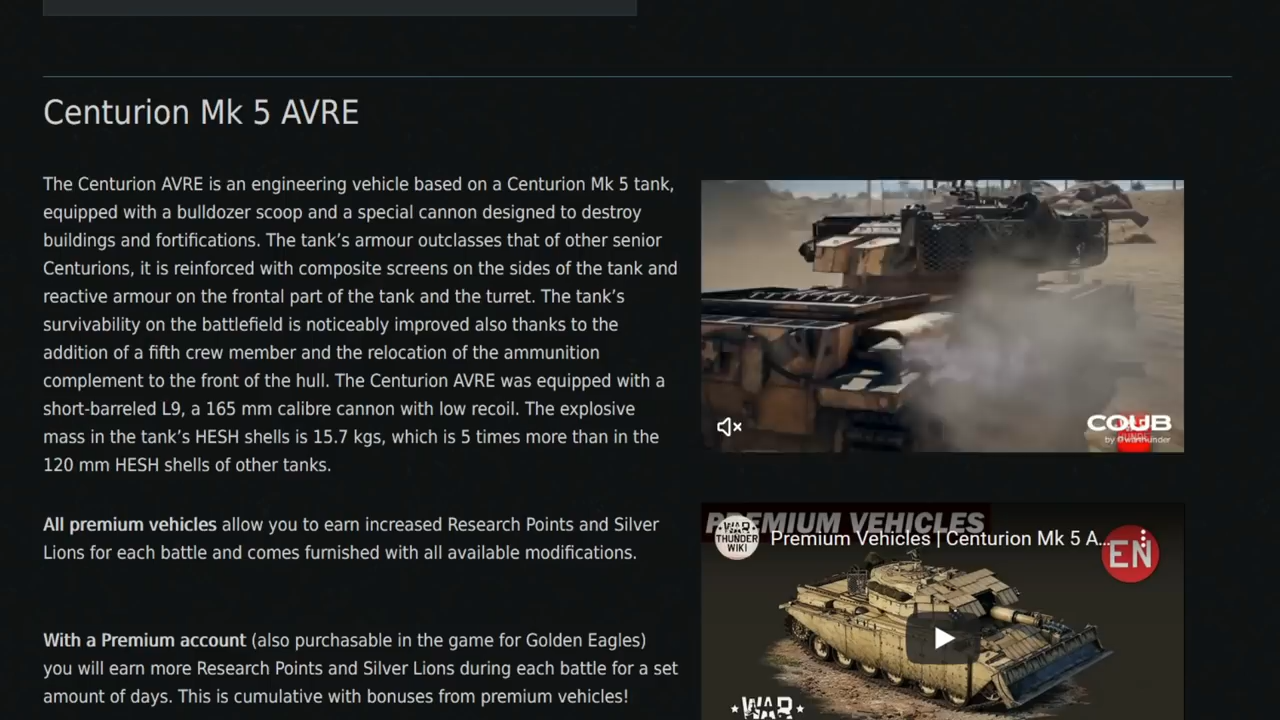 Centurion Mk 5 AVRE
The Centurion AVRE is an engineering vehicle based on a Centurion Mk 5 tank,
equipped with a bulldozer scoop and a special cannon designed to destroy
buildings and fortifications. The tank’s armour outclasses that of other senior
Centurions, it is reinforced with composite screens on the sides of the tank and
reactive armour on the frontal part of the tank and the turret. The tank’s
survivability on the battlefield is noticeably improved also thanks to the
addition of a fifth crew member and the relocation of the ammunition
complement to the front of the hull. The Centurion AVRE was equipped with a
short-barreled L9, a 165 mm calibre cannon with low recoil. The explosive
mass in the tank’s HESH shells is 15.7 kgs, which is 5 times more than in the
120 mm HESH shells of other tanks.
All premium vehicles allow you to earn increased Research Points and Silver
Lions for each battle and comes furnished with all available modifications.
With a Premium account (also purchasable in the game for Golden Eagles)
you will earn more Research Points and Silver Lions during each battle for a set
amount of days. This is cumulative with bonuses from premium vehicles!
COUB
by @warthunder
PREMIUM VEHICLES
WAR
THUNDER
WIKI
Premium Vehicles | Centurion Mk 5 A...
EN
WAR